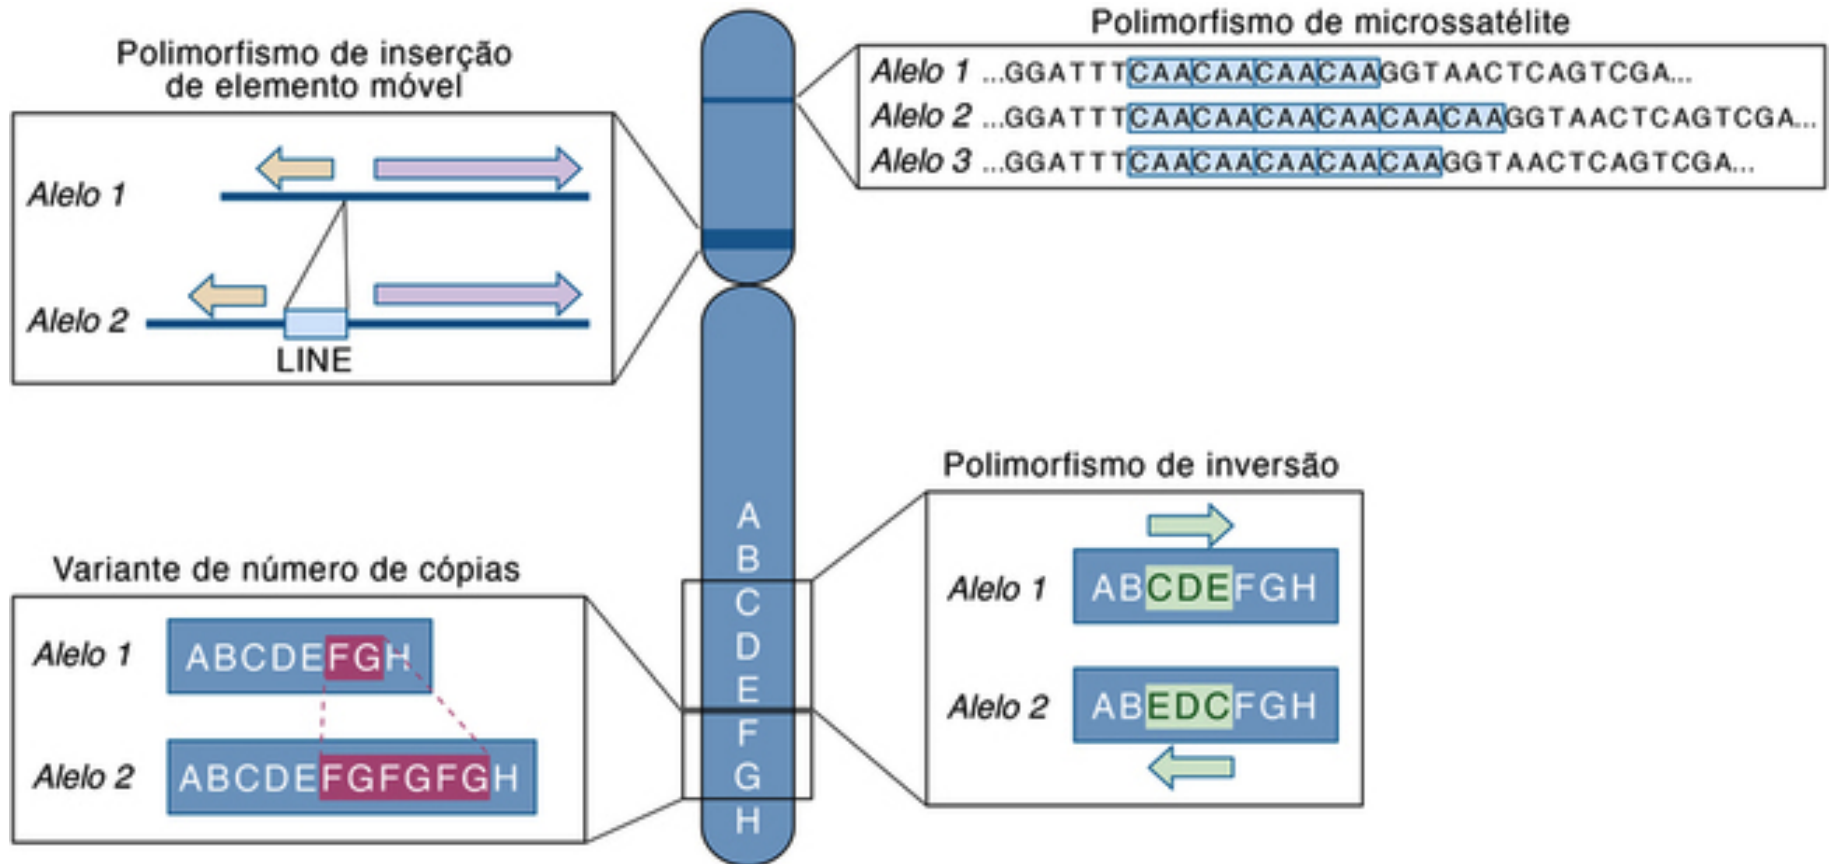 Polimorfismo de inserção
de elemento móvel
Alelo 1
Alelo 2
LINE
Polimorfismo de microssatélite
Alelo 1 ...GGATTTCAACAACAACAAGGTAACTCAGTCGA...
Alelo 2 ...GGATTTCAACAACAACAACAACAAGGTAACTCAGTCGA...
Alelo 3 ...GGATTTCAACAACAACAACAAGGTAACTCAGTCGA...
A
B
C
D
E
F
G
H
Variante de número de cópias
Alelo 1 ABCDEFGH
Alelo 2 ABCDEFGFGFGH
Polimorfismo de inversão
Alelo 1 ABCDEFGH
Alelo 2 ABEDCFGH